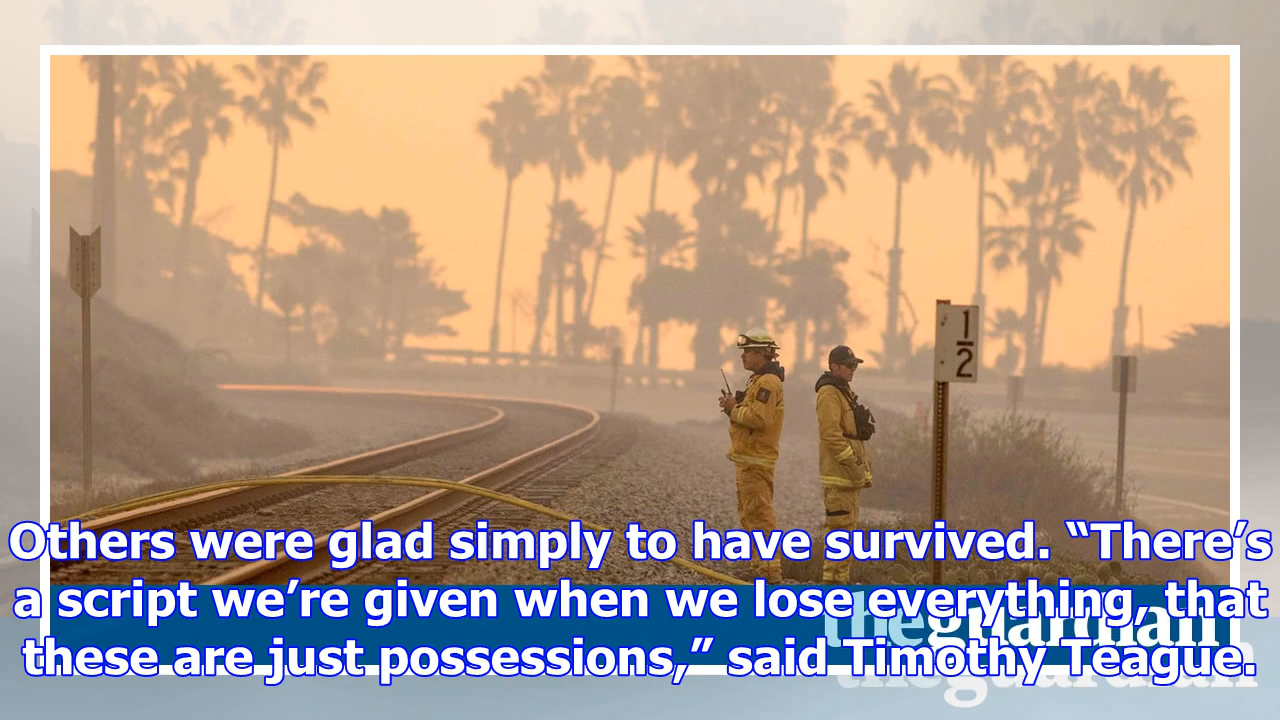 1
2
Others were glad simply to have survived. “There’s
a script we’re given when we lose everything, that
these are just possessions,” said Timothy Teague.
theguardian
theguardian